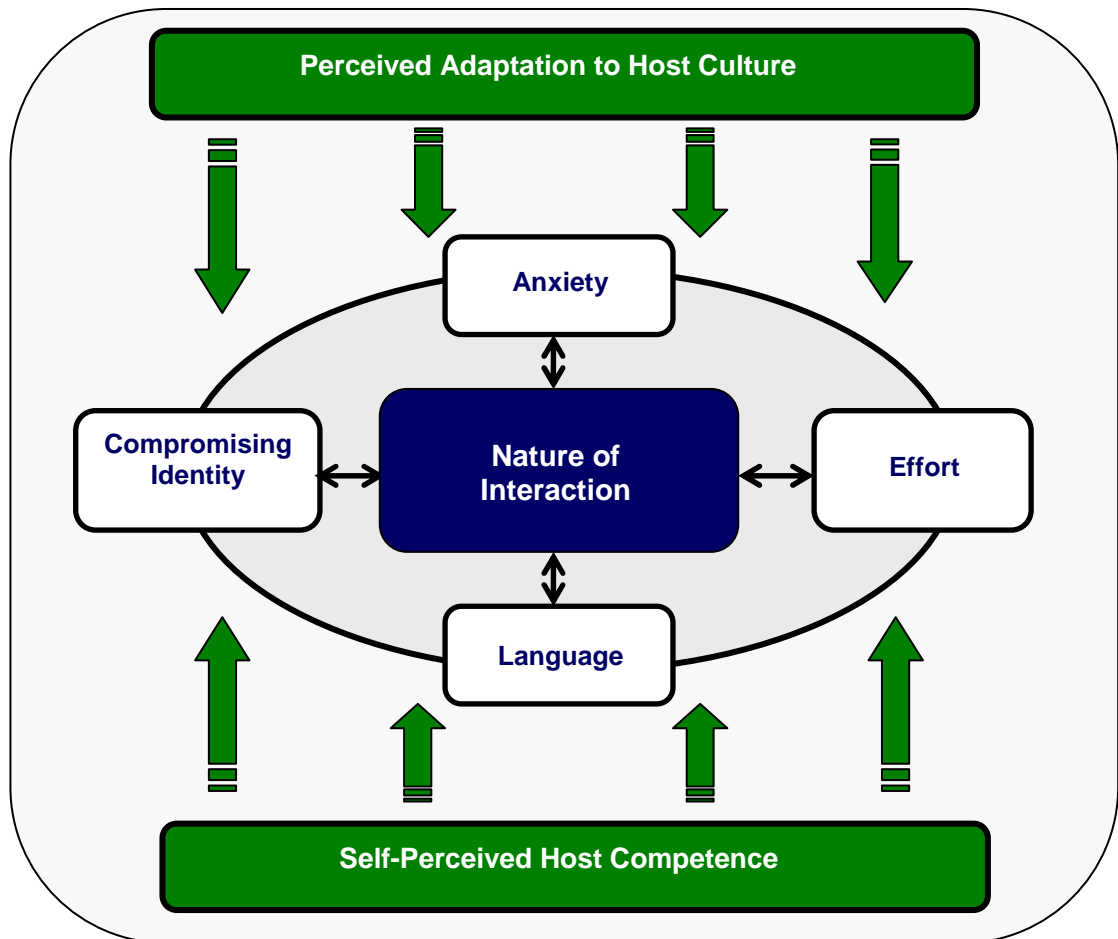 Perceived Adaptation to Host Culture
Anxiety
Compromising
Identity
Nature of
Interaction
Effort
Language
Self-Perceived Host Competence